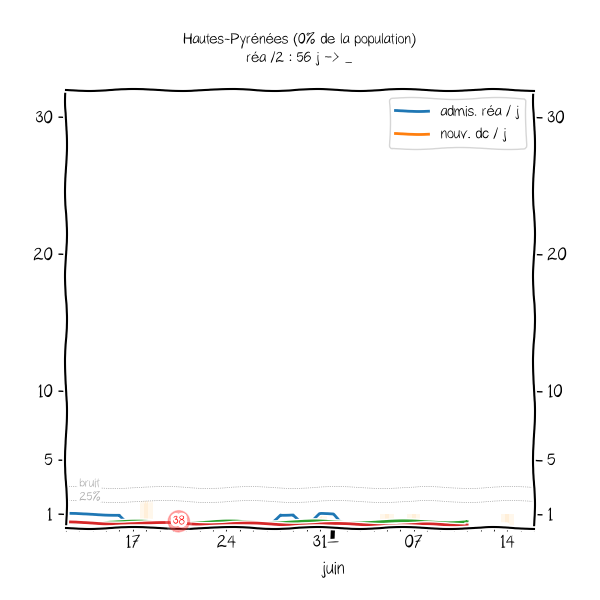 Hautes-Pyrénées (0% de la population)
réa /2 : 56 j -> _
admis. réa / j
nouv. dc / j
30
30
20
20
10
10
5
5
bruit
25%
1
1
38
17
24
31
07
14
juin